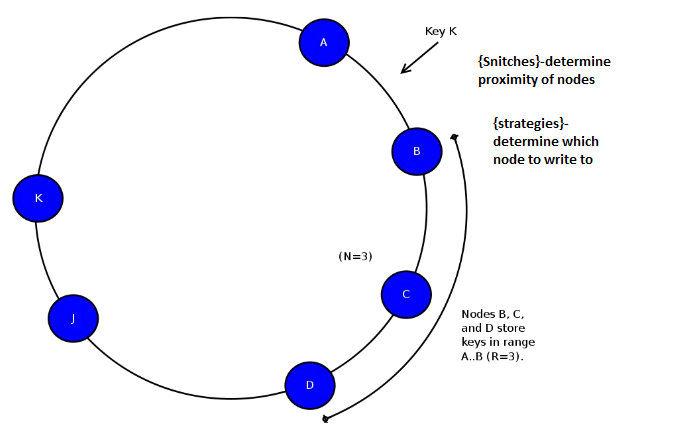 A
Key K
{Snitches}-determine
proximity of nodes
{strategies}-
determine which
node to write to
B
K
(N=3)
C
J
Nodes B, C,
and D store
keys in range
A..B (R=3).
D